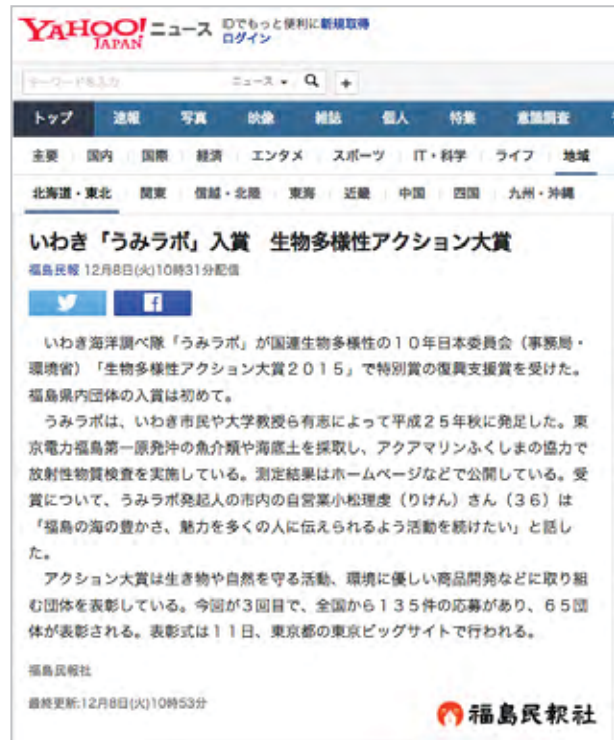 YAHOO! ニュース IDでもっと便利に新規取得
JAPAN ログイン
キーワードを入力 ニュース +
トップ 速報 写真 映像 雑誌 個人 特集 意識調査
主要 国内 国際 経済 エンタメ スポーツ IT・科学 ライフ 地域
北海道・東北 関東 信越・北陸 東海 近畿 中国 四国 九州・沖縄
いわき「うみラボ」入賞 生物多様性アクション大賞
福島民報 12月8日(火)10時31分配信
いわき海洋調べ隊「うみラボ」が国連生物多様性の10年日本委員会(事務局・
環境省)「生物多様性アクション大賞2015」で特別賞の復興支援賞を受けた。
福島県内団体の入賞は初めて。
うみラボは、いわき市民や大学教授ら有志によって平成25年秋に発足した。東
京電力福島第一原発沖の魚介類や海底土を採取し、アクアマリンふくしまの協力で
放射性物質検査を実施している。測定結果はホームページなどで公開している。受
賞について、うみラボ発起人の市内の自営業小松理虔(りけん)さん(36)は
「福島の海の豊かさ、魅力を多くの人に伝えられるよう活動を続けたい」と話し
た。
アクション大賞は生き物や自然を守る活動、環境に優しい商品開発などに取り組
む団体を表彰している。今回が3回目で、全国から135件の応募があり、65団
体が表彰される。表彰式は11日、東京都の東京ビッグサイトで行われる。
福島民報社
最終更新:12月8日(火)10時53分
福島民報社